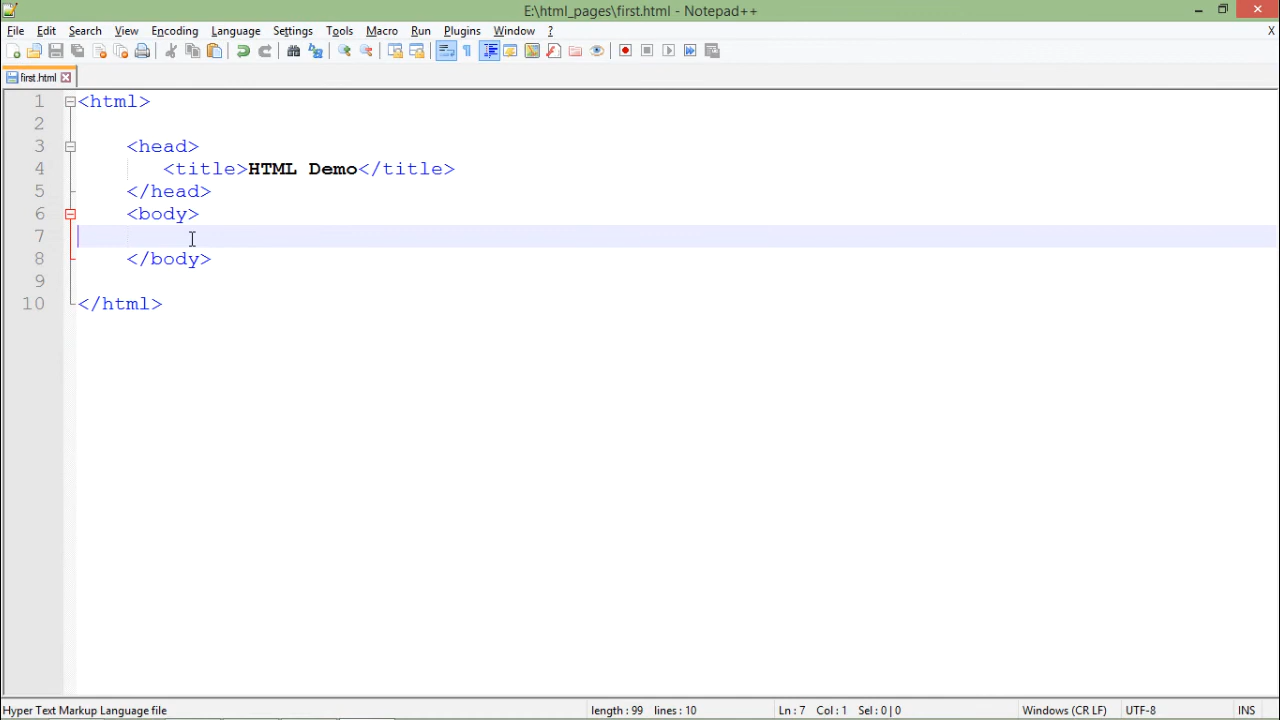 E:\html_pages\first.html - Notepad++
File Edit Search View Encoding Language Settings Tools Macro Run Plugins Window ? X
first.html
1 <html>
2
3 <head>
4 <title>HTML Demo</title>
5 </head>
6 <body>
7
8 </body>
9
10 </html>
Hyper Text Markup Language file length : 99 lines : 10 Ln : 7 Col : 1 Sel : 0 | 0 Windows (CR LF) UTF-8 INS